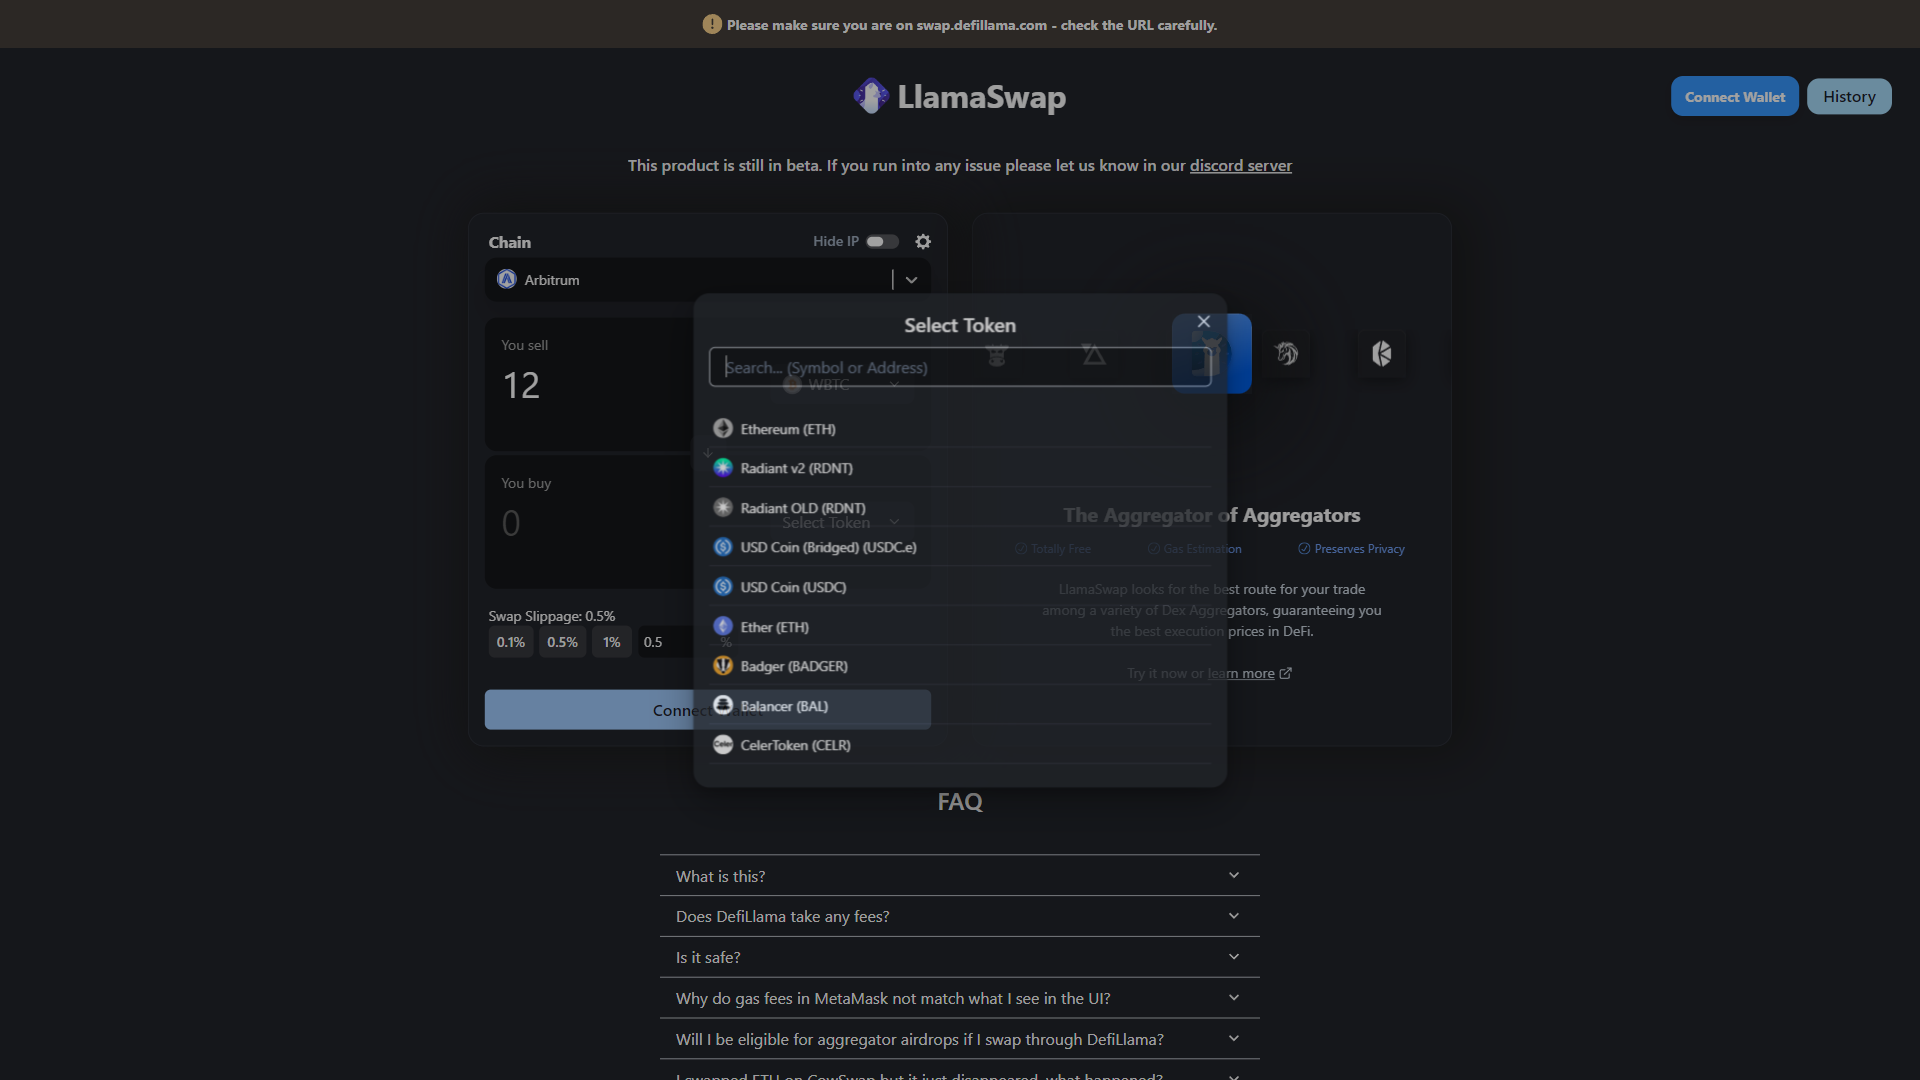 Please make sure you are on swap.defillama.com - check the URL carefully.
LlamaSwap
Connect Wallet
History
This product is still in beta. If you run into any issue please let us know in our discord server
Chain
Hide IP
Arbitrum
You sell
12
WBTC
You buy
0
Select Token
Swap Slippage: 0.5%
0.1%
0.5%
1%
0.5
%
Connect Wallet
Select Token
Search... (Symbol or Address)
Ethereum (ETH)
Radiant v2 (RDNT)
Radiant OLD (RDNT)
USD Coin (Bridged) (USDC.e)
USD Coin (USDC)
Ether (ETH)
Badger (BADGER)
Balancer (BAL)
Celer
CelerToken (CELR)
The Aggregator of Aggregators
Totally Free
Gas Estimation
Preserves Privacy
LlamaSwap looks for the best route for your trade
among a variety of Dex Aggregators, guaranteeing you
the best execution prices in DeFi.
Try it now or learn more
FAQ
What is this?
Does DefiLlama take any fees?
Is it safe?
Why do gas fees in MetaMask not match what I see in the UI?
Will I be eligible for aggregator airdrops if I swap through DefiLlama?
I swapped ETH on CowSwap but it just disappeared, what happened?